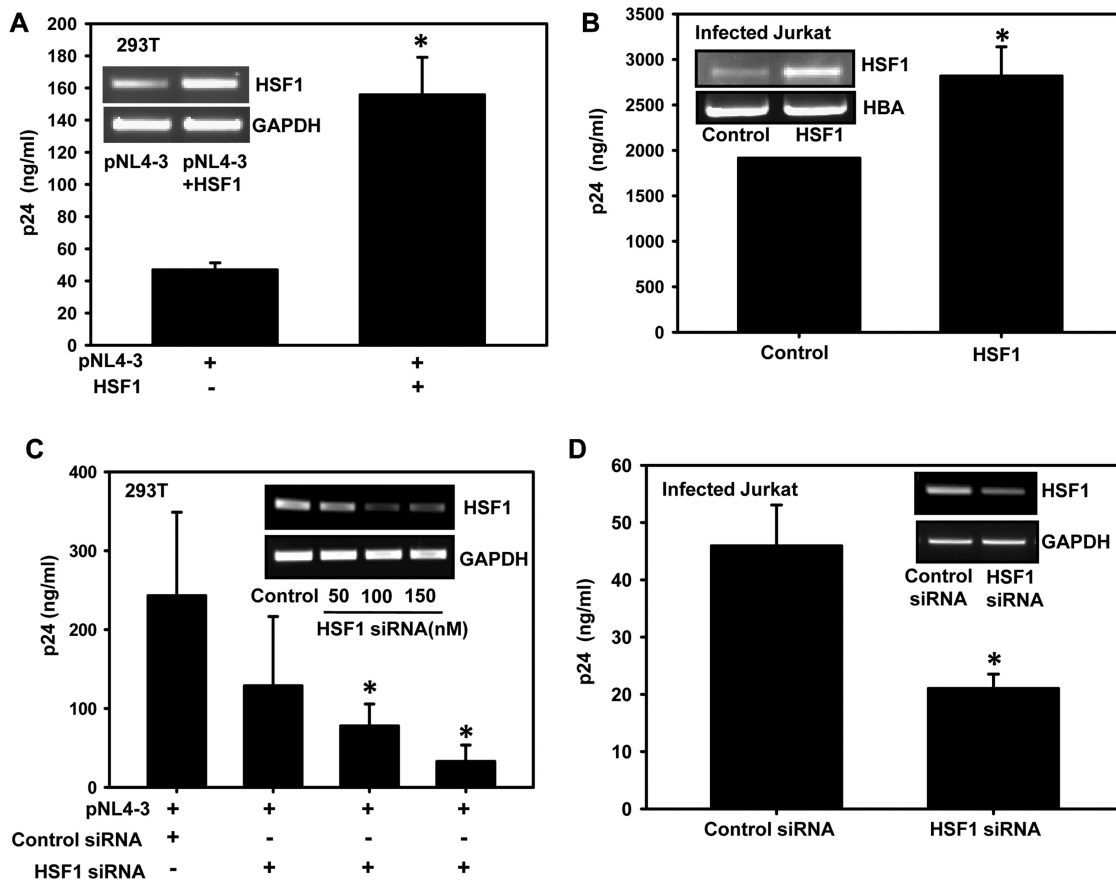 A
293T
HSF1
GAPDH
pNL4-3 pNL4-3
+HSF1
*
p24 (ng/ml)
200
180
160
140
120
100
80
60
40
20
0
pNL4-3 + +
HSF1 - +
B
Infected Jurkat
HSF1
HBA
Control HSF1
*
p24 (ng/ml)
3500
3000
2500
2000
1500
1000
500
0
Control HSF1
C
293T
HSF1
GAPDH
Control 50 100 150
HSF1 siRNA(nM)
* *
p24 (ng/ml)
400
300
200
100
0
pNL4-3 + + + +
Control siRNA + - - -
HSF1 siRNA - + + +
D
Infected Jurkat
HSF1
GAPDH
Control HSF1
siRNA siRNA
*
p24 (ng/ml)
60
50
40
30
20
10
0
Control siRNA HSF1 siRNA